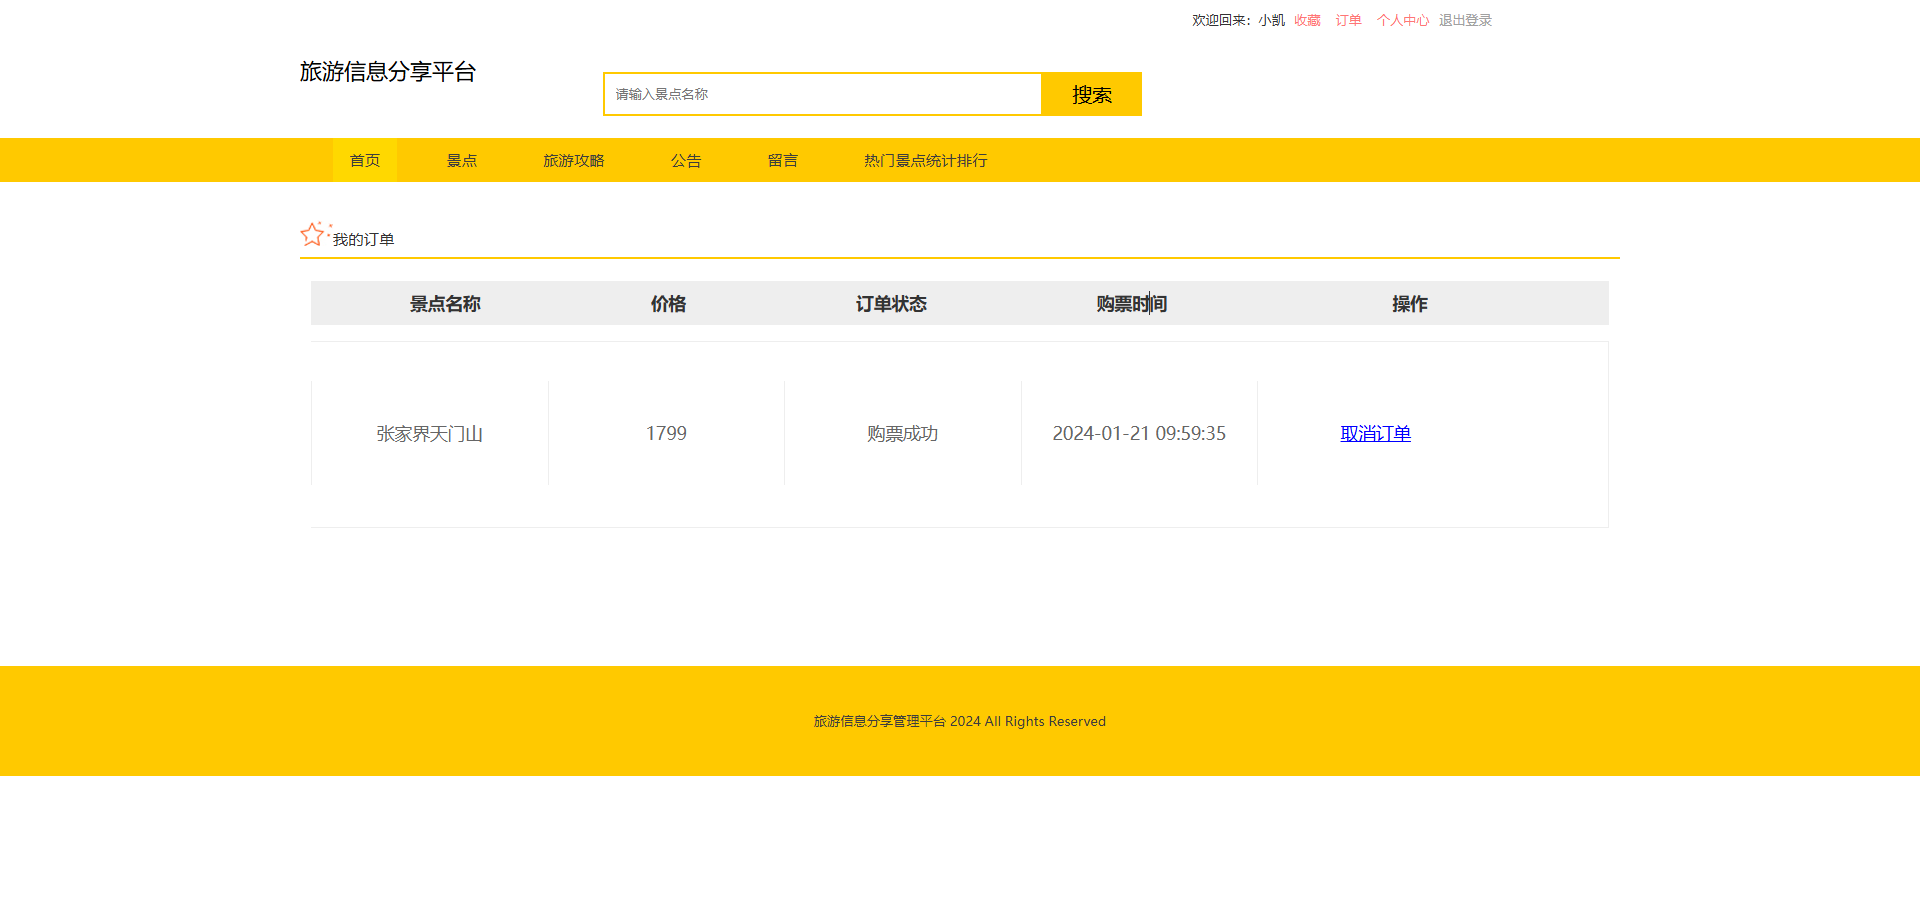 欢迎回来：小凯 收藏 订单 个人中心 退出登录
旅游信息分享平台
请输入景点名称 搜索
首页 景点 旅游攻略 公告 留言 热门景点统计排行
我的订单
景点名称 价格 订单状态 购票时间 操作
张家界天门山 1799 购票成功 2024-01-21 09:59:35 取消订单
旅游信息分享管理平台 2024 All Rights Reserved